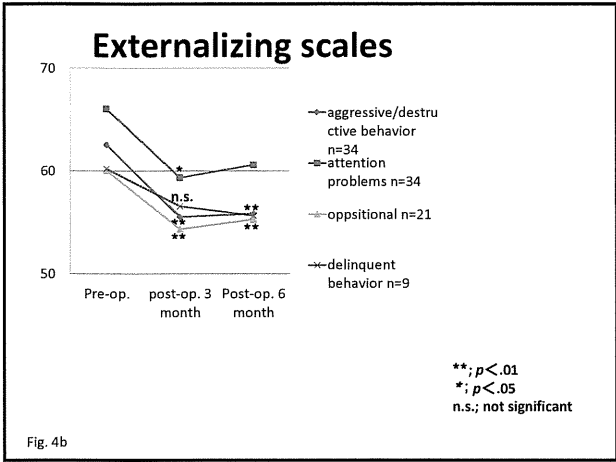 Externalizing scales
70
60
50
*
n.s.
**
**
**
**
Pre-op.
post-op. 3
month
Post-op. 6
month
aggressive/destru
ctive behavior
n=34
attention
problems n=34
oppsitional n=21
delinquent
behavior n=9
**; p<.01
*; p<.05
n.s.; not significant
Fig. 4b